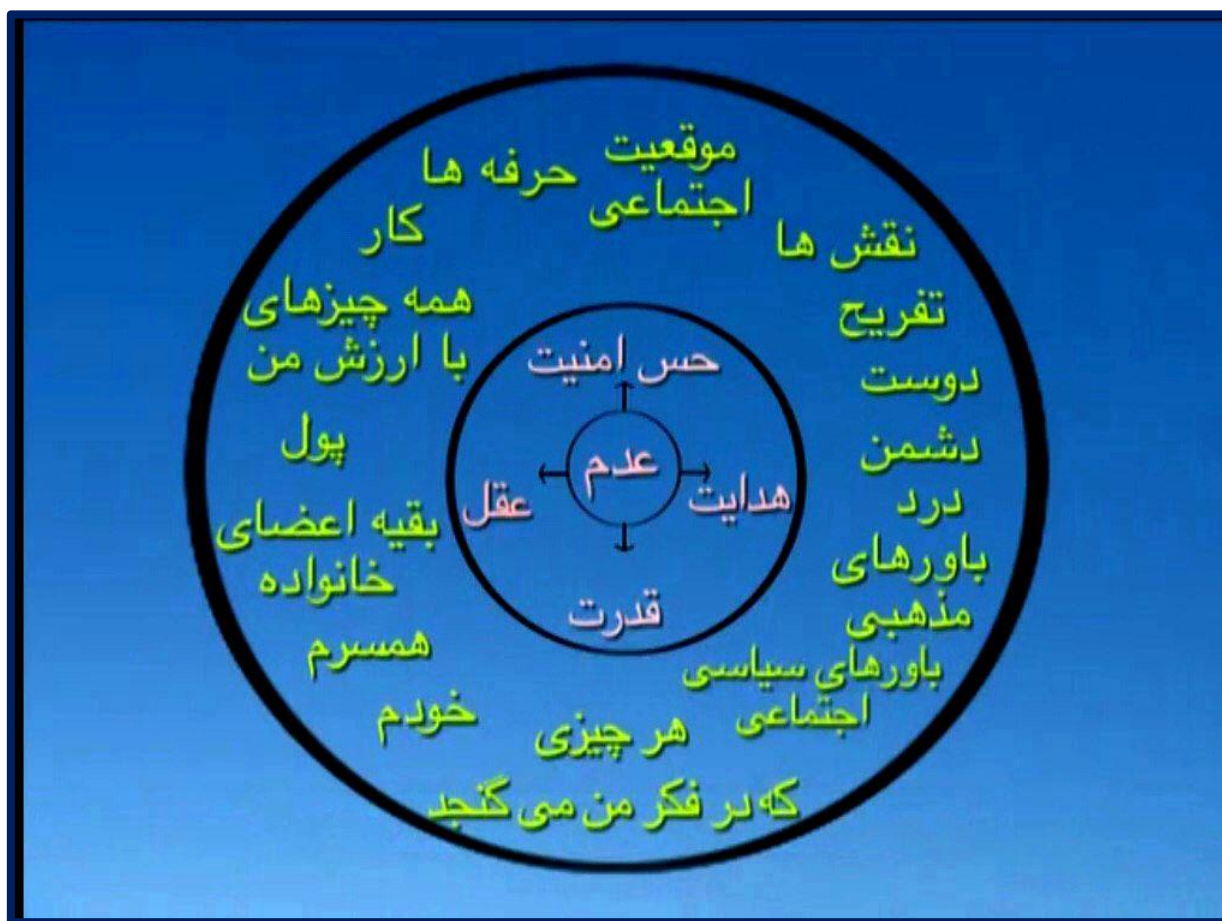 موقعیت
اجتماعی
نقش ها
تفریح
دوست
دشمن
درد
باورهای
مذهبی
باورهای سیاسی
اجتماعی
هر چیزی
که در فکر من می گنجد
خودم
همسرم
بقیه اعضای
خانواده
پول
همه چیزهای
با ارزش من
کار
حرفه ها
حس امنیت
هدایت
قدرت
عقل
عدم